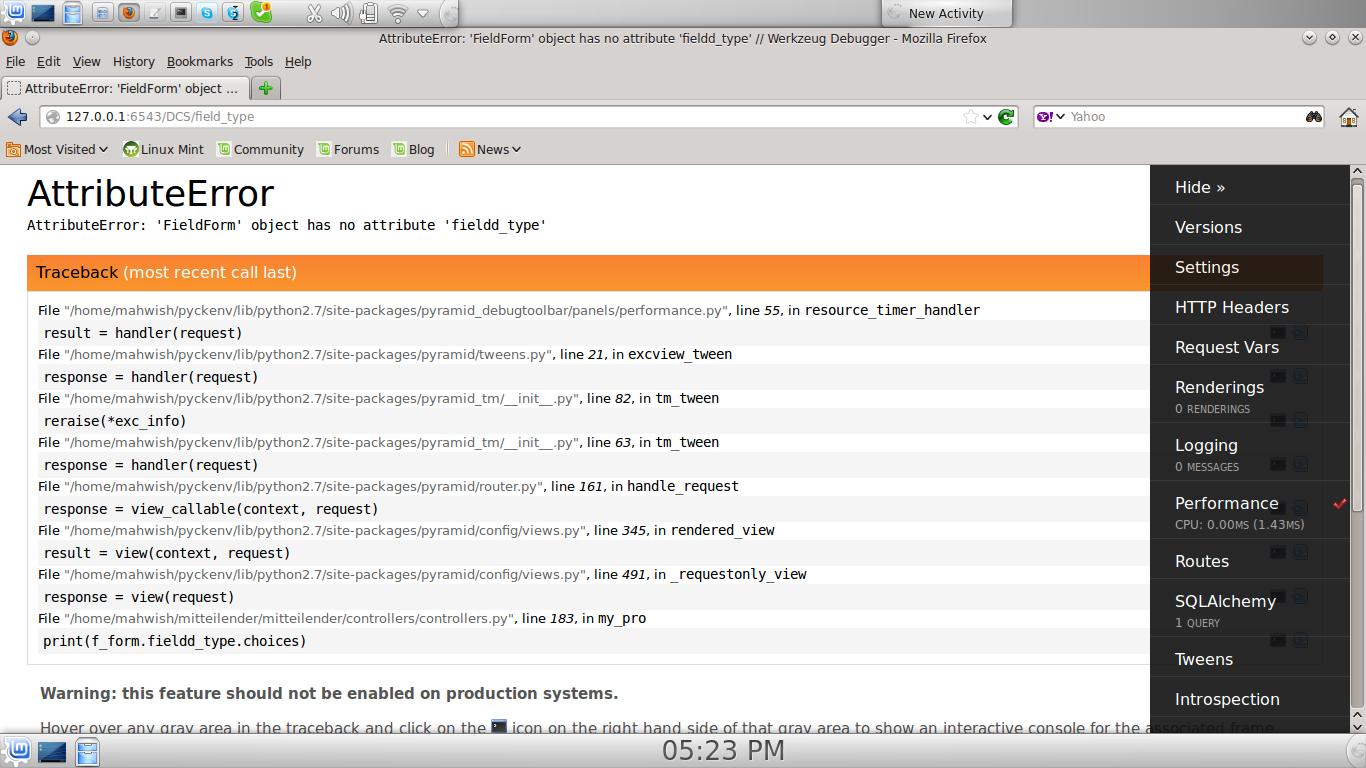 New Activity
AttributeError: 'FieldForm' object has no attribute 'fieldd_type' // Werkzeug Debugger - Mozilla Firefox
File Edit View History Bookmarks Tools Help
AttributeError: 'FieldForm' object ...
127.0.0.1:6543/DCS/field_type
Yahoo
Most Visited Linux Mint Community Forums Blog News
AttributeError
AttributeError: 'FieldForm' object has no attribute 'fieldd_type'
Traceback (most recent call last)
File "/home/mahwish/pyckenv/lib/python2.7/site-packages/pyramid_debugtoolbar/panels/performance.py", line 55, in resource_timer_handler
result = handler(request)
File "/home/mahwish/pyckenv/lib/python2.7/site-packages/pyramid/tweens.py", line 21, in excview_tween
response = handler(request)
File "/home/mahwish/pyckenv/lib/python2.7/site-packages/pyramid_tm/__init__.py", line 82, in tm_tween
reraise(*exc_info)
File "/home/mahwish/pyckenv/lib/python2.7/site-packages/pyramid_tm/__init__.py", line 63, in tm_tween
response = handler(request)
File "/home/mahwish/pyckenv/lib/python2.7/site-packages/pyramid/router.py", line 161, in handle_request
response = view_callable(context, request)
File "/home/mahwish/pyckenv/lib/python2.7/site-packages/pyramid/config/views.py", line 345, in rendered_view
result = view(context, request)
File "/home/mahwish/pyckenv/lib/python2.7/site-packages/pyramid/config/views.py", line 491, in _requestonly_view
response = view(request)
File "/home/mahwish/mitteilender/mitteilender/controllers/controllers.py", line 183, in my_pro
print(f_form.fieldd_type.choices)
Warning: this feature should not be enabled on production systems.
Hover over any gray area in the traceback and click on the icon on the right hand side of that gray area to show an interactive console for the associated frame.
Hide »
Versions
Settings
HTTP Headers
Request Vars
Renderings
0 RENDERINGS
Logging
0 MESSAGES
Performance
CPU: 0.00MS (1.43MS)
Routes
SQLAlchemy
1 QUERY
Tweens
Introspection
05:23 PM